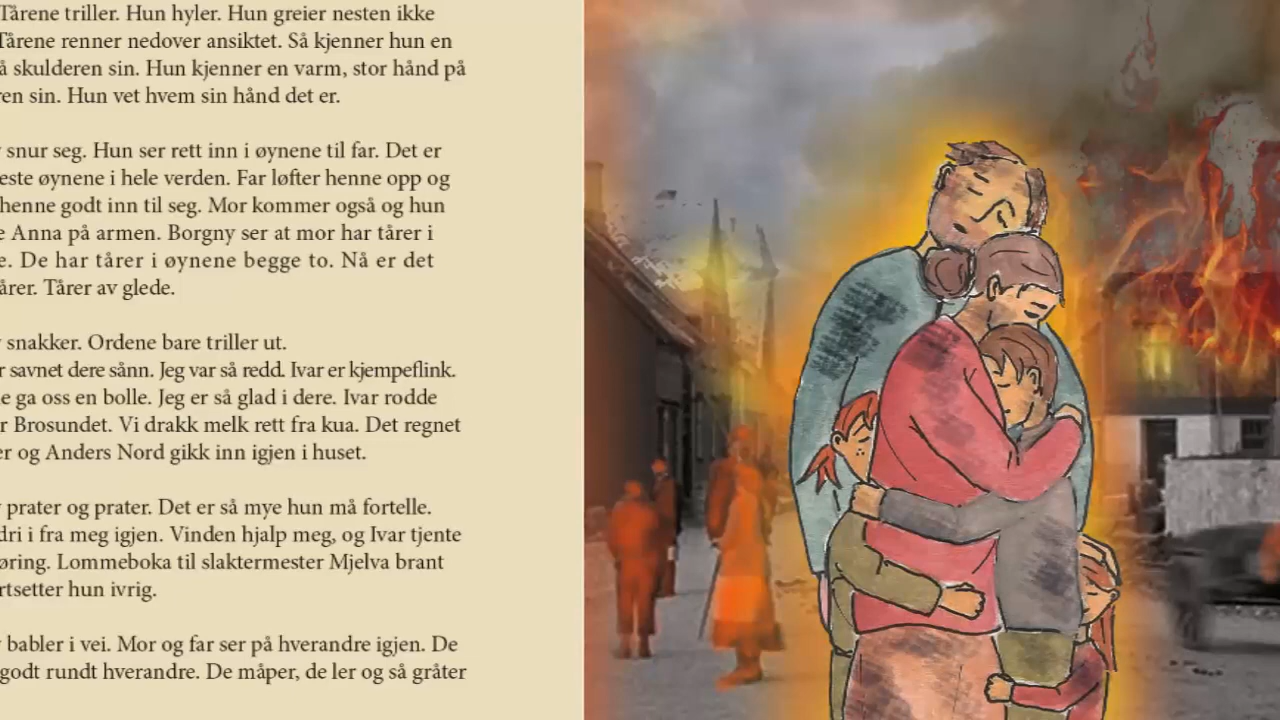 Tårene triller. Hun hyler. Hun greier nesten ikke
Tårene renner nedover ansiktet. Så kjenner hun en
å skulderen sin. Hun kjenner en varm, stor hånd på
en sin. Hun vet hvem sin hånd det er.
snur seg. Hun ser rett inn i øynene til far. Det er
este øynene i hele verden. Far løfter henne opp og
henne godt inn til seg. Mor kommer også og hun
e Anna på armen. Borgny ser at mor har tårer i
e. De har tårer i øynene begge to. Nå er det
årer. Tårer av glede.
snakker. Ordene bare triller ut.
r savnet dere sånn. Jeg var så redd. Ivar er kjempeflink.
e ga oss en bolle. Jeg er så glad i dere. Ivar rodde
r Brosundet. Vi drakk melk rett fra kua. Det regnet
er og Anders Nord gikk inn igjen i huset.
prater og prater. Det er så mye hun må fortelle.
dri i fra meg igjen. Vinden hjalp meg, og Ivar tjente
øring. Lommeboka til slaktermester Mjelva brant
rtsetter hun ivrig.
babler i vei. Mor og far ser på hverandre igjen. De
godt rundt hverandre. De måper, de ler og så gråter